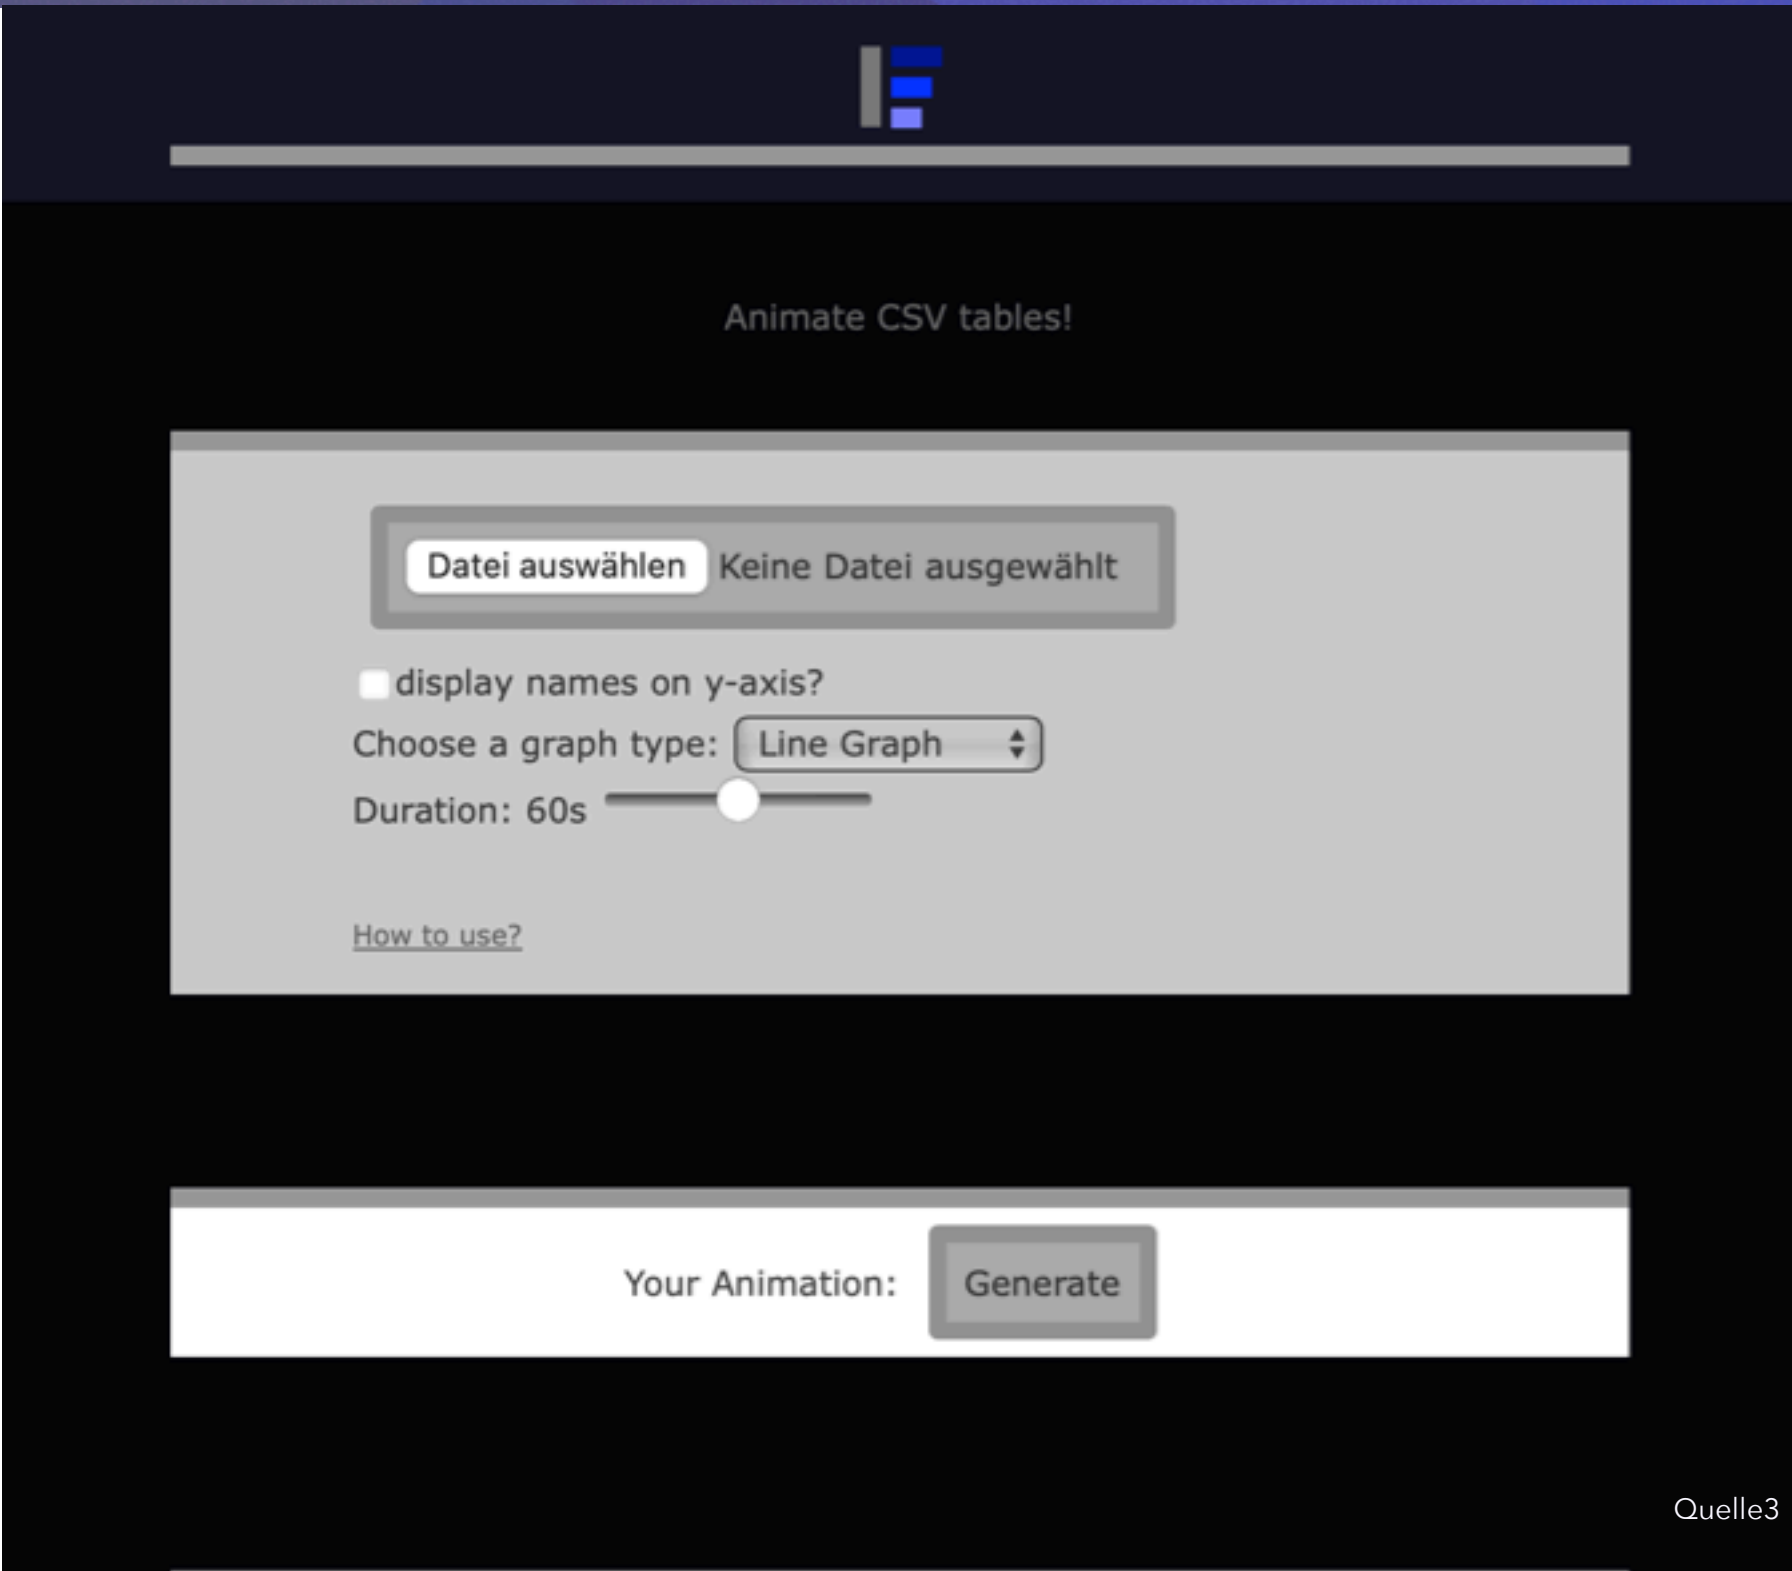 Animate CSV tables!
Datei auswählen Keine Datei ausgewählt
display names on y-axis?
Choose a graph type: Line Graph
Duration: 60s
How to use?
Your Animation: Generate
Quelle3